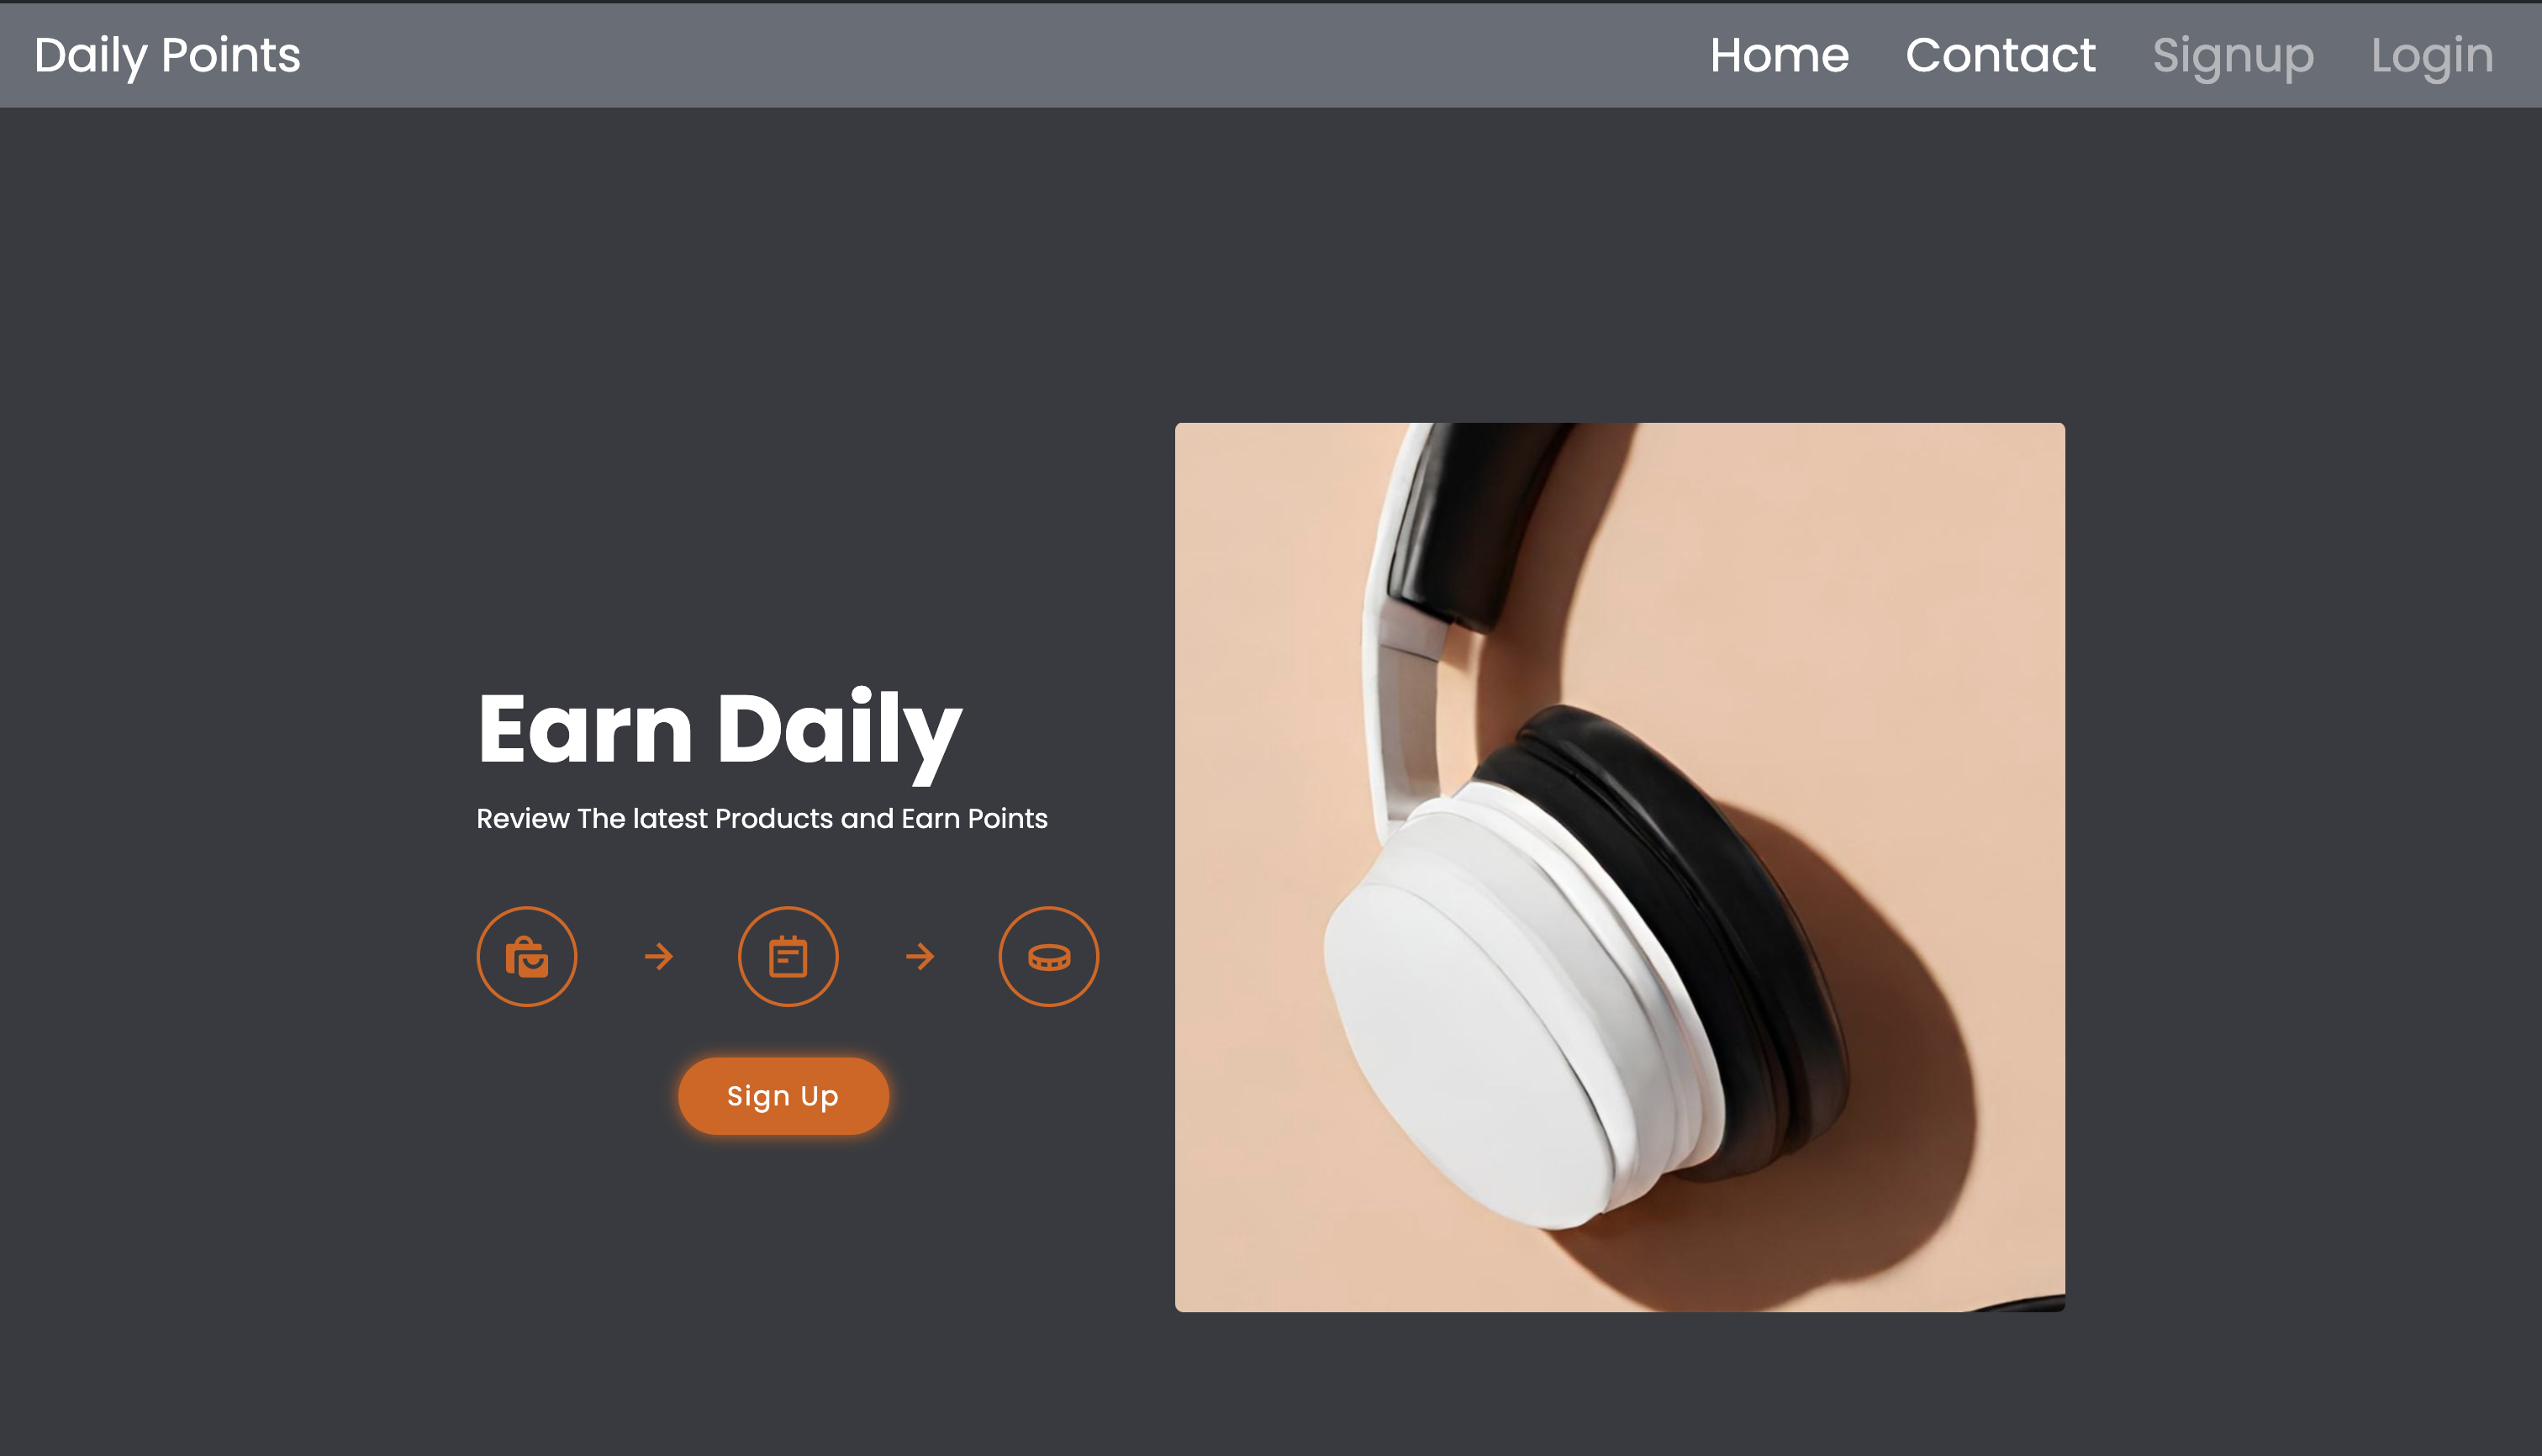 Daily Points
Home Contact Signup Login
Earn Daily
Review The latest Products and Earn Points
Sign Up